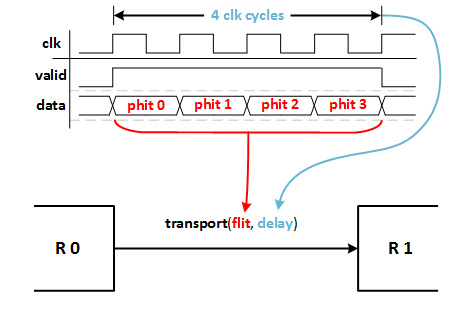 4 clk cycles
clk
valid
data phit 0 phit 1 phit 2 phit 3
transport(flit, delay)
R 0 R 1